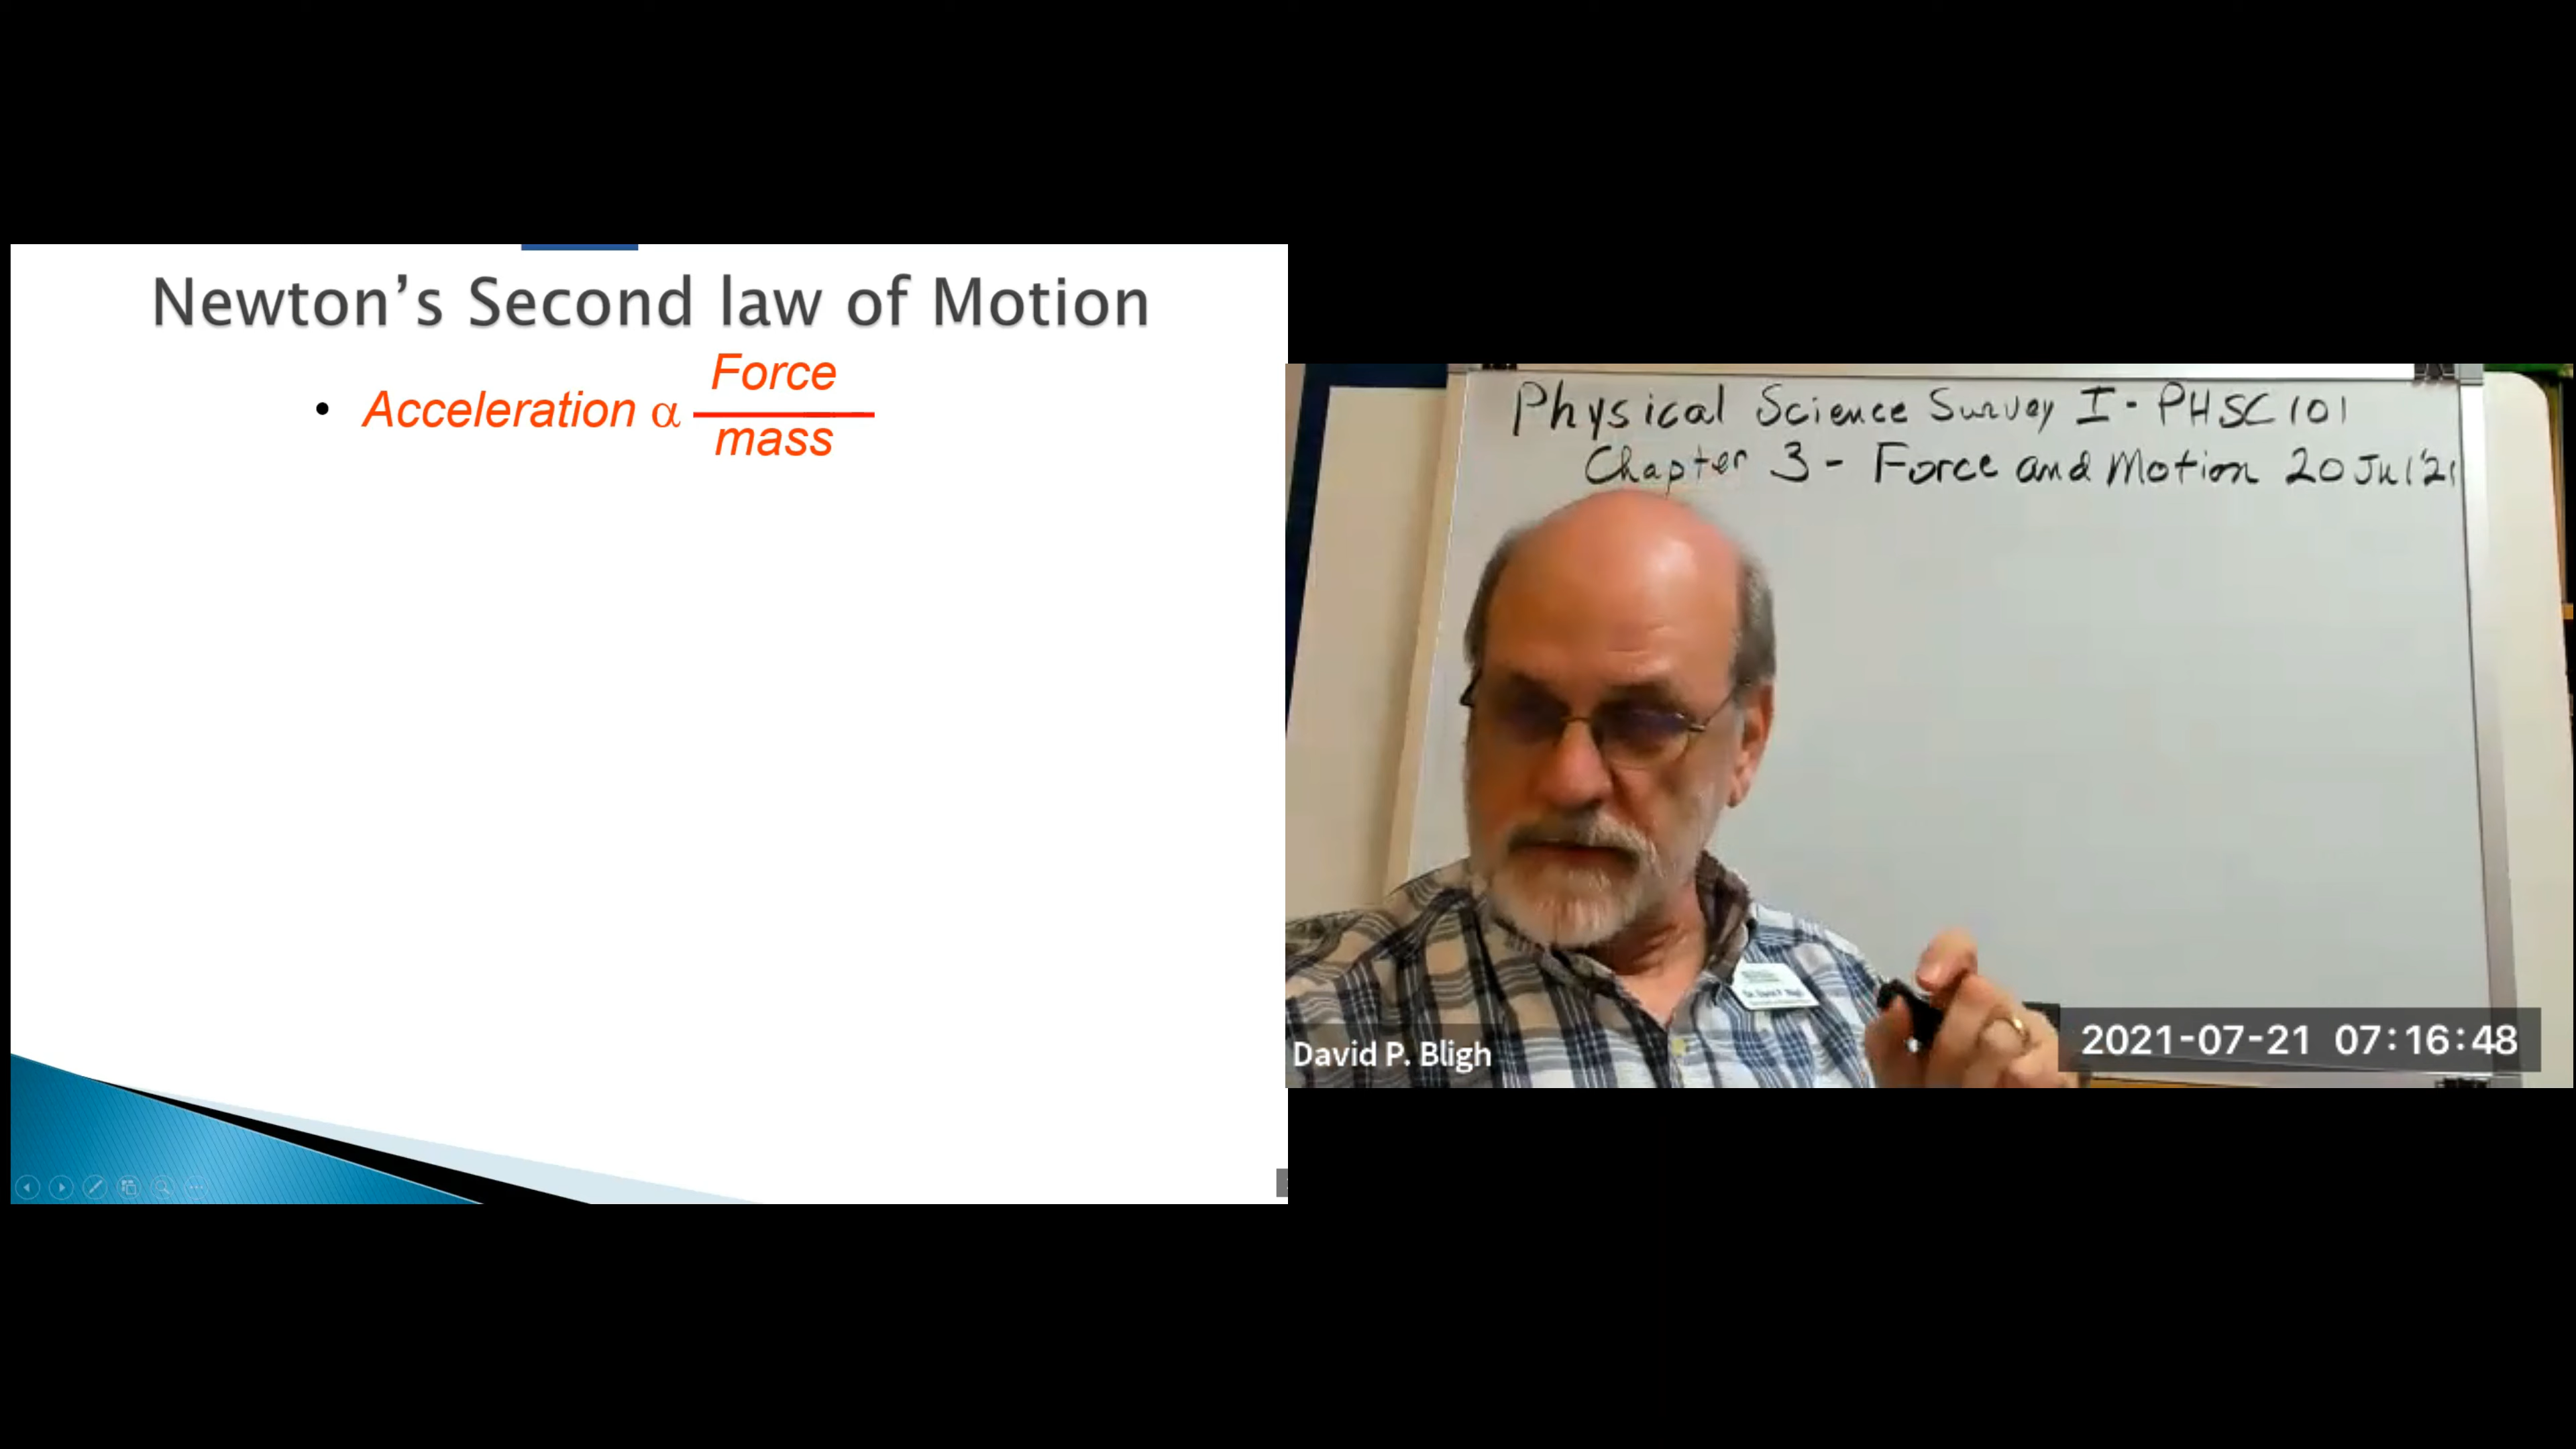 Newton’s Second law of Motion
• Acceleration α Force
mass
Physical Science Survey I - PHSC 101
Chapter 3 - Force and Motion 20 Jul '21
David P. Bligh
2021-07-21 07:16:48